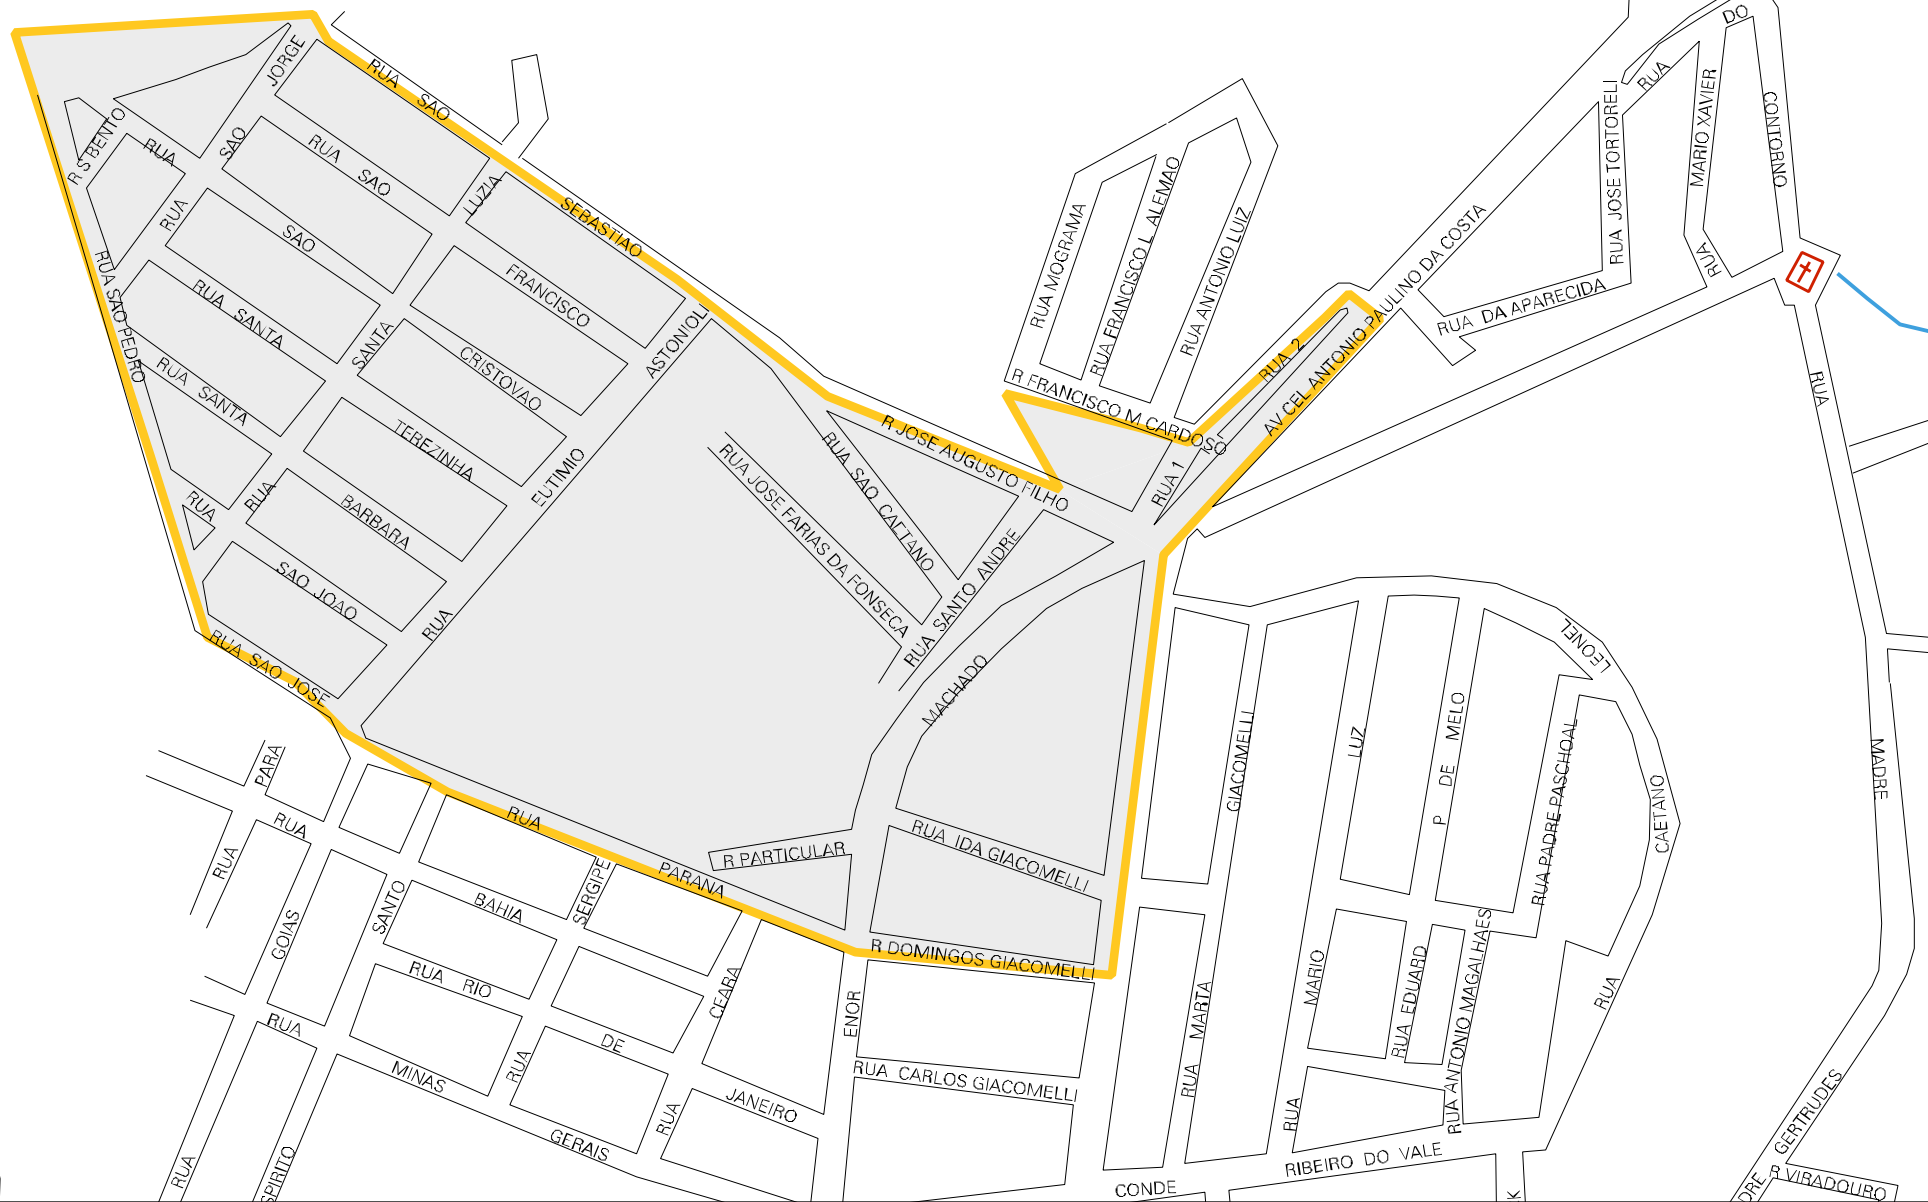 DO
RUA
JORGE
RUA SAO
SEBASTIAO
R S BENTO
RUA
SAO
RUA SAO
LUZIA
MARIO XAVIER
CONTORNO
RUA JOSE TORTORELI
RUA
SAO
FRANCISCO
RUA SAO PEDRO
RUA SANTA
SANTA
CRISTOVAO
ASTONIOL
RUA MOGRAMA
RUA FRANCISCO L ALEMAO
RUA ANTONIO LUIZ
AV CEL ANTONIO PAULINO DA COSTA
RUA
RUA DA APARECIDA
RUA 2
R FRANCISCO M CARDOSO
RUA 1
RUA
RUA SANTA
TEREZINHA
EUTIMIO
R JOSE AUGUSTO FILHO
RUA SAO CAETANO
RUA JOSE FARIAS DA FONSECA
RUA SANTO ANDRE
RUA
RUA
BARBARA
SAO JOAO
RUA
RUA SAO JOSE
MACHADO
LEONEL
PARA
GIACOMELLI
LUZ
P DE MELO
RUA PADRE PASCHOAL
CAETANO
MADRE
RUA
RUA
RUA
PARANA
R PARTICULAR
RUA IDA GIACOMELLI
GOIAS
SANTO
BAHIA
SERGIPE
R DOMINGOS GIACOMELLI
RUA RIO
CEARA
ENOR
RUA MARTA
MARIO
RUA EDUARD
RUA ANTONIO MAGALHAES
RUA
RUA
MINAS
RUA
DE
RUA CARLOS GIACOMELLI
JANEIRO
RUA
RUA
GERAIS
RUA
SPIRITO
CONDE
RIBEIRO DO VALE
K
GERTRUDES
DRE
R VIRADOURO